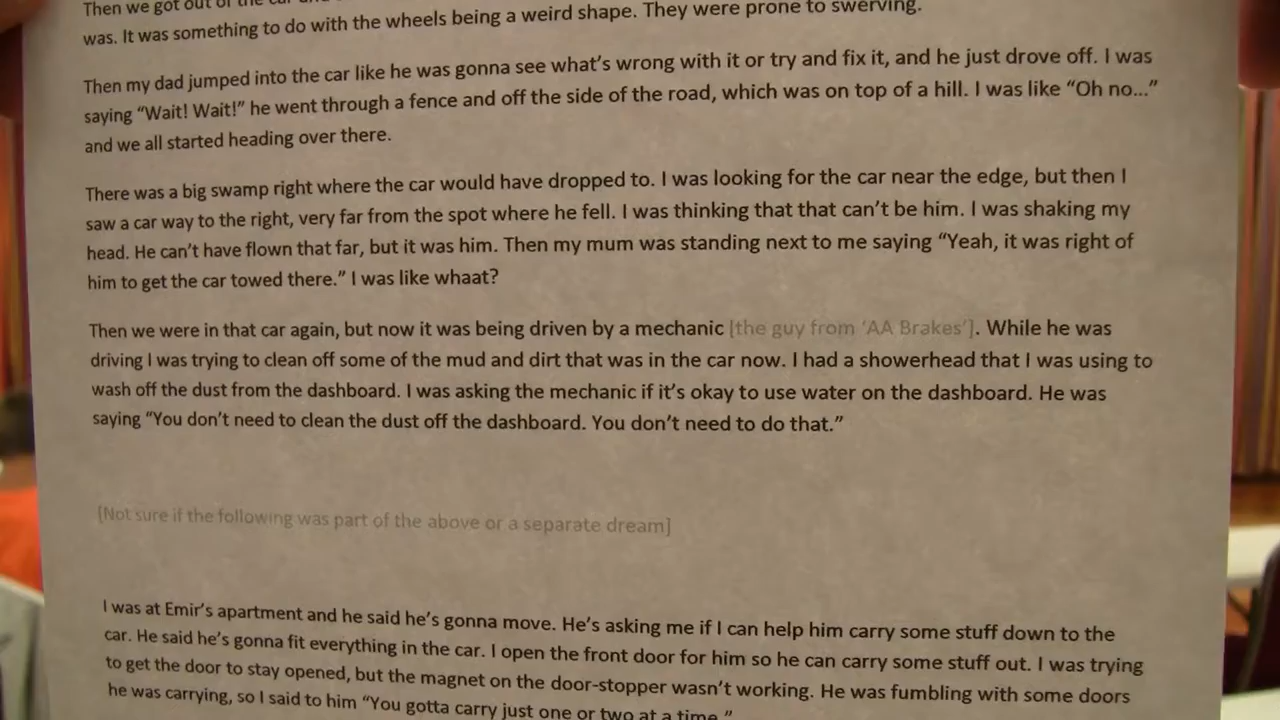 Then we got out of the car and
was. It was something to do with the wheels being a weird shape. They were prone to swerving.
Then my dad jumped into the car like he was gonna see what’s wrong with it or try and fix it, and he just drove off. I was
saying “Wait! Wait!” he went through a fence and off the side of the road, which was on top of a hill. I was like “Oh no…”
and we all started heading over there.
There was a big swamp right where the car would have dropped to. I was looking for the car near the edge, but then I
saw a car way to the right, very far from the spot where he fell. I was thinking that that can’t be him. I was shaking my
head. He can’t have flown that far, but it was him. Then my mum was standing next to me saying “Yeah, it was right of
him to get the car towed there.” I was like whaat?
Then we were in that car again, but now it was being driven by a mechanic [the guy from ‘AA Brakes’]. While he was
driving I was trying to clean off some of the mud and dirt that was in the car now. I had a showerhead that I was using to
wash off the dust from the dashboard. I was asking the mechanic if it’s okay to use water on the dashboard. He was
saying “You don’t need to clean the dust off the dashboard. You don’t need to do that.”
[Not sure if the following was part of the above or a separate dream]
I was at Emir’s apartment and he said he’s gonna move. He’s asking me if I can help him carry some stuff down to the
car. He said he’s gonna fit everything in the car. I open the front door for him so he can carry some stuff out. I was trying
to get the door to stay opened, but the magnet on the door-stopper wasn’t working. He was fumbling with some doors
he was carrying, so I said to him “You gotta carry just one or two at a time.”